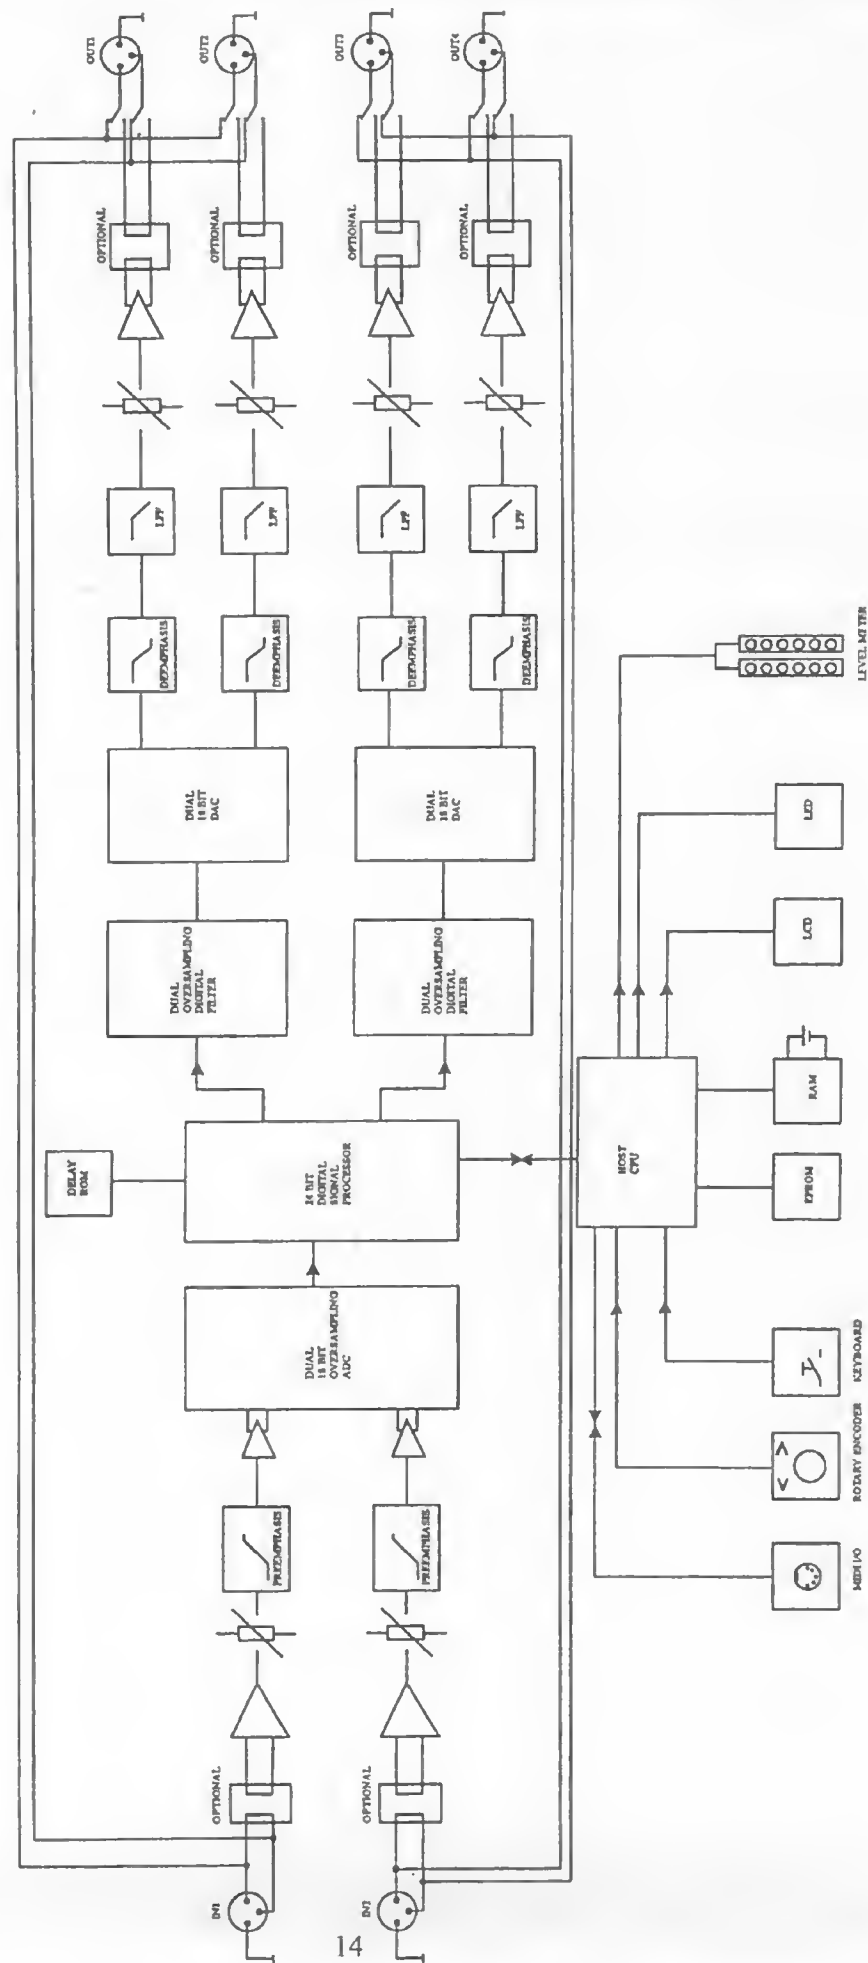 OUT1
OUT2
OUT3
OUT4
OPTIONAL
OPTIONAL
OPTIONAL
OPTIONAL
LPF
LPF
LPF
LPF
DEEMPHASIS
DEEMPHASIS
DEEMPHASIS
DEEMPHASIS
DUAL
18 BIT
DAC
DUAL
18 BIT
DAC
DUAL
OVERSAMPLING
DIGITAL
FILTER
DUAL
OVERSAMPLING
DIGITAL
FILTER
DELAY
ROM
24 BIT
DIGITAL
SIGNAL
PROCESSOR
DUAL
18 BIT
OVERSAMPLING
ADC
PREEMPHASIS
PREEMPHASIS
OPTIONAL
OPTIONAL
IN1
IN2
HOST
CPU
LEVEL METER
LED
LCD
RAM
EPROM
KEYBOARD
ROTARY ENCODER
MIDI I/O
14